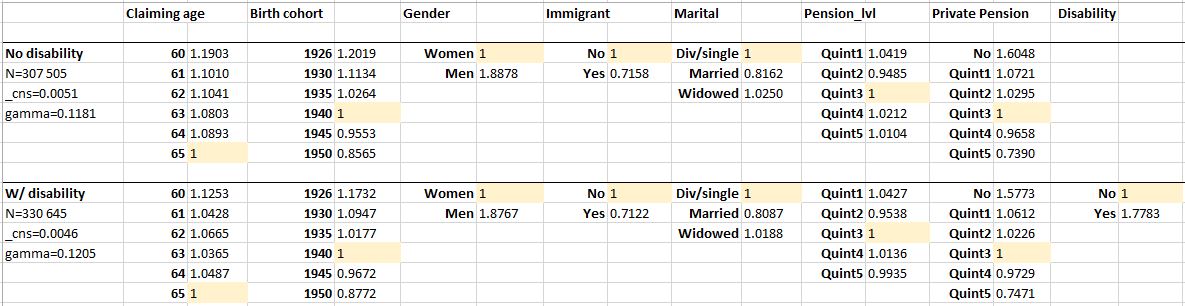 Claiming age Birth cohort Gender Immigrant Marital Pension_lvl Private Pension Disability
No disability 60 1.1903 1926 1.2019 Women 1 No 1 Div/single 1 Quint1 1.0419 No 1.6048
N=307 505 61 1.1010 1930 1.1134 Men 1.8878 Yes 0.7158 Married 0.8162 Quint2 0.9485 Quint1 1.0721
_cns=0.0051 62 1.1041 1935 1.0264 Widowed 1.0250 Quint3 1 Quint2 1.0295
gamma=0.1181 63 1.0803 1940 1 Quint4 1.0212 Quint3 1
64 1.0893 1945 0.9553 Quint5 1.0104 Quint4 0.9658
65 1 1950 0.8565 Quint5 0.7390
W/ disability 60 1.1253 1926 1.1732 Women 1 No 1 Div/single 1 Quint1 1.0427 No 1.5773 No 1
N=330 645 61 1.0428 1930 1.0947 Men 1.8767 Yes 0.7122 Married 0.8087 Quint2 0.9538 Quint1 1.0612 Yes 1.7783
_cns=0.0046 62 1.0665 1935 1.0177 Widowed 1.0188 Quint3 1 Quint2 1.0226
gamma=0.1205 63 1.0365 1940 1 Quint4 1.0136 Quint3 1
64 1.0487 1945 0.9672 Quint5 0.9935 Quint4 0.9729
65 1 1950 0.8772 Quint5 0.7471